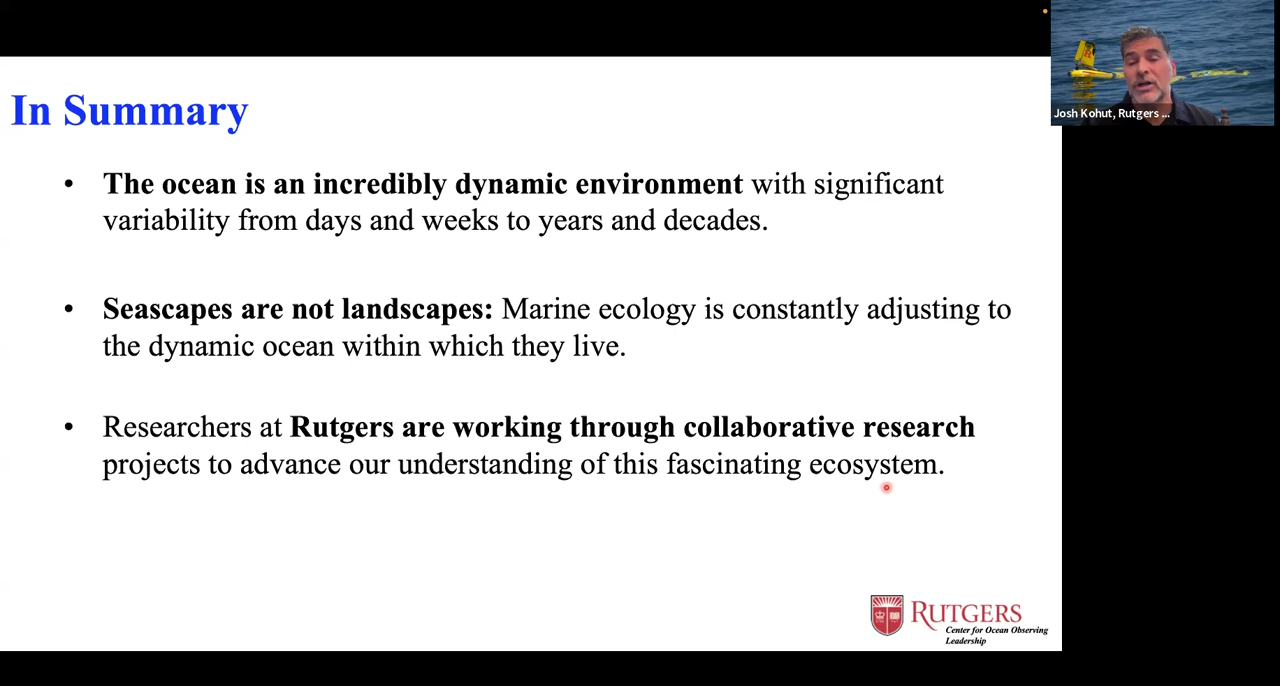 In Summary
• The ocean is an incredibly dynamic environment with significant
variability from days and weeks to years and decades.
• Seascapes are not landscapes: Marine ecology is constantly adjusting to
the dynamic ocean within which they live.
• Researchers at Rutgers are working through collaborative research
projects to advance our understanding of this fascinating ecosystem.
Josh Kohut, Rutgers ...
RUTGERS
Center for Ocean Observing
Leadership